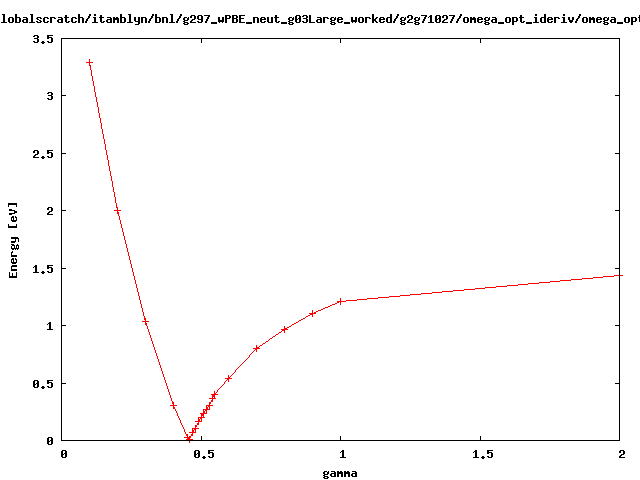 lobalscratch/itamblyn/bnl/g297_wPBE_neut_g03Large_worked/g2g71027/omega_opt_ideriv/omega_opt
3.5
3
2.5
2
1.5
1
0.5
0
Energy [eV]
0 0.5 1 1.5 2
gamma